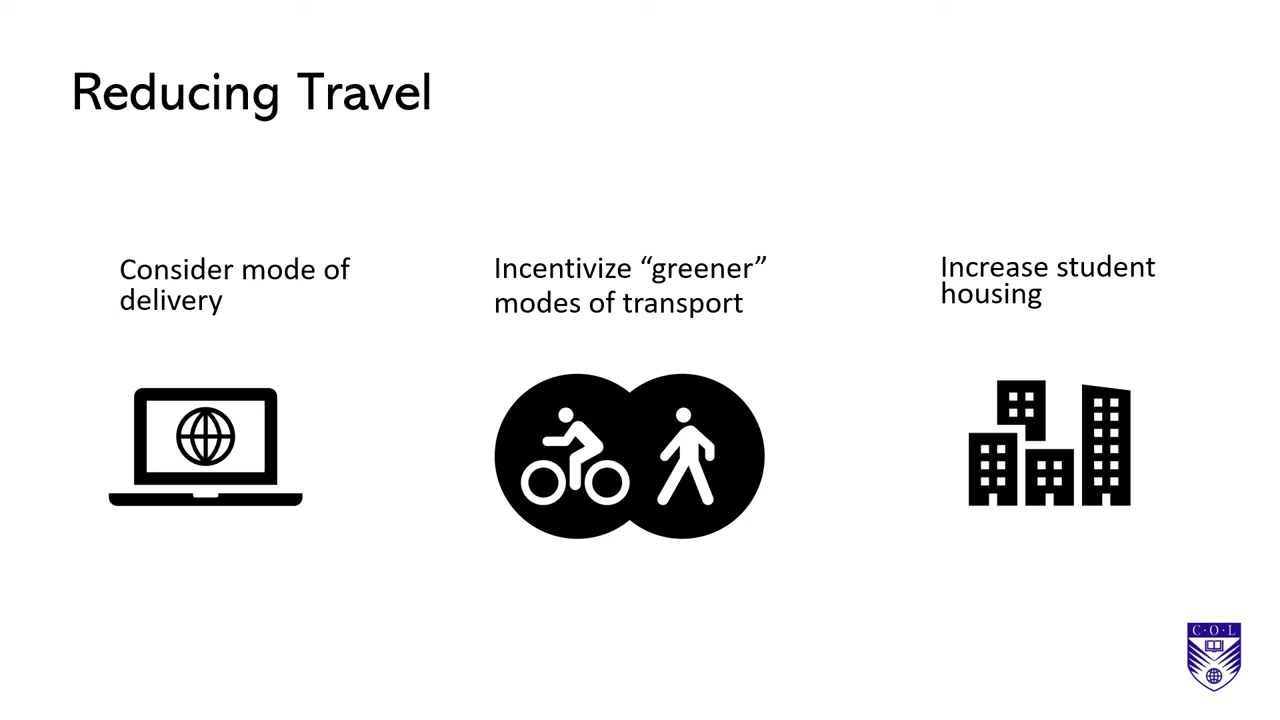 Reducing Travel
Consider mode of
delivery
Incentivize “greener”
modes of transport
Increase student
housing
C·O·L